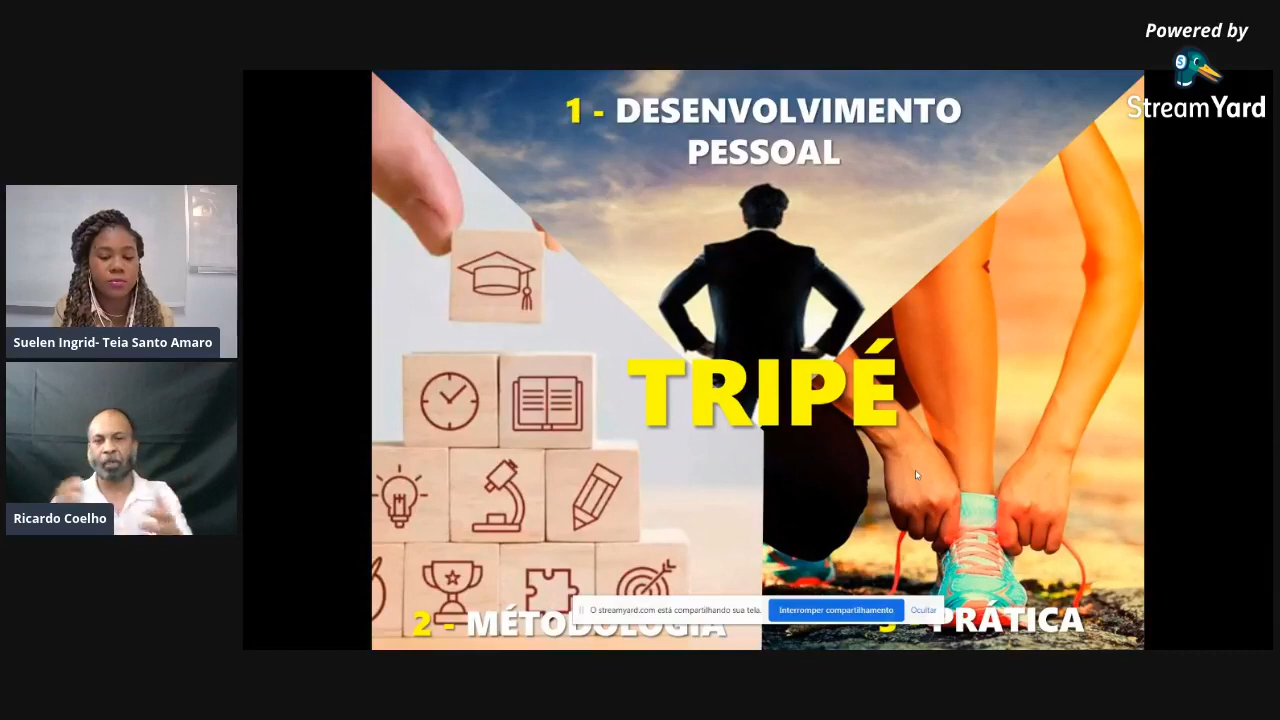 Powered by
StreamYard
1 - DESENVOLVIMENTO
PESSOAL
TRIPÉ
Suelen Ingrid- Teia Santo Amaro
Ricardo Coelho
O streamyard.com está compartilhando sua tela.
Interromper compartilhamento
Ocultar
2 - MÉTODOLOGIA
3 - PRÁTICA